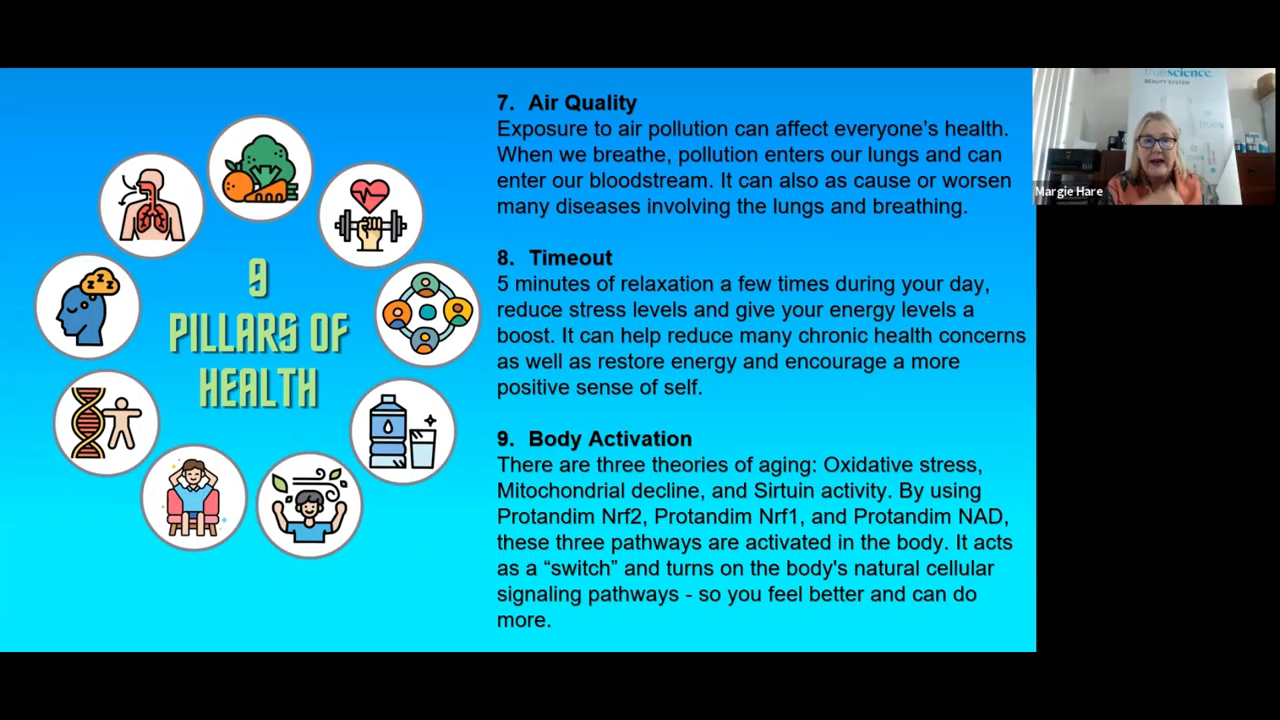 9
PILLARS OF
HEALTH
7. Air Quality
Exposure to air pollution can affect everyone's health.
When we breathe, pollution enters our lungs and can
enter our bloodstream. It can also as cause or worsen
many diseases involving the lungs and breathing.
8. Timeout
5 minutes of relaxation a few times during your day,
reduce stress levels and give your energy levels a
boost. It can help reduce many chronic health concerns
as well as restore energy and encourage a more
positive sense of self.
9. Body Activation
There are three theories of aging: Oxidative stress,
Mitochondrial decline, and Sirtuin activity. By using
Protandim Nrf2, Protandim Nrf1, and Protandim NAD,
these three pathways are activated in the body. It acts
as a “switch” and turns on the body's natural cellular
signaling pathways - so you feel better and can do
more.
truescience
BEAUTY SYSTEM
Margie Hare